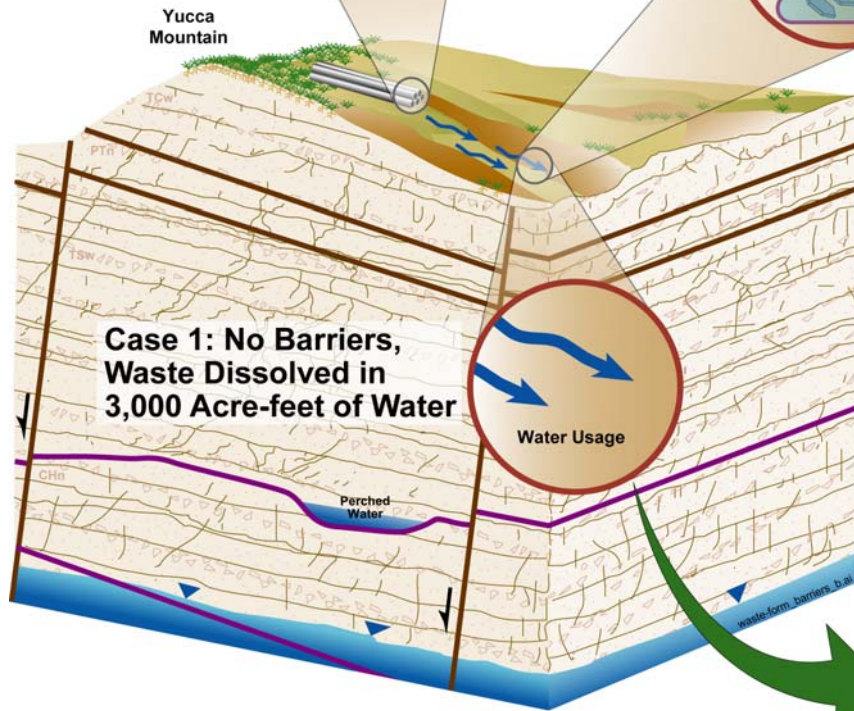 Yucca
Mountain
TCw
PTn
TSw
Case 1: No Barriers,
Waste Dissolved in
3,000 Acre-feet of Water
Water Usage
CHn
Perched
Water
waste-form_barriers_b.ai